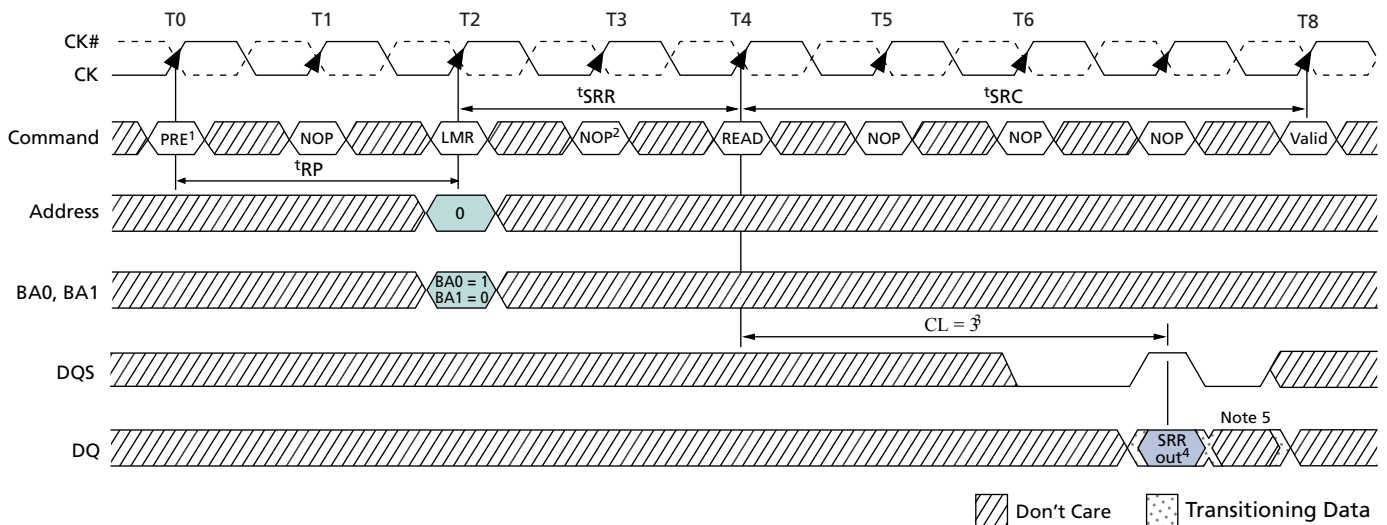 T0 T1 T2 T3 T4 T5 T6 T8
CK#
CK
tSRR tSRC
Command PRE1 NOP LMR NOP2 READ NOP NOP NOP Valid
tRP
Address 0
BA0, BA1 BA0 = 1
BA1 = 0
CL = 33
DQS
Note 5
DQ SRR
out4
Don't Care Transitioning Data